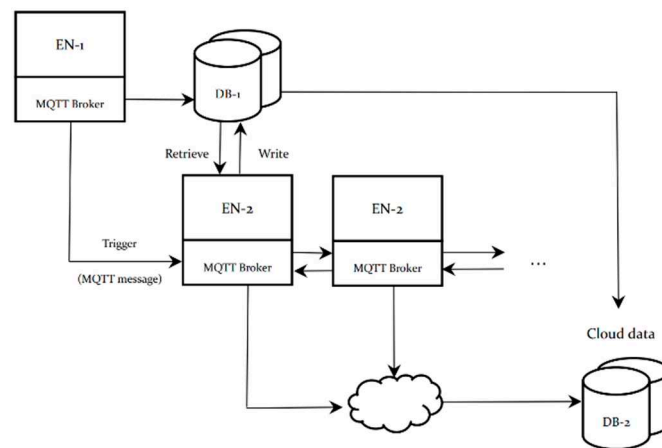 EN-1
MQTT Broker
DB-1
Retrieve
Write
EN-2
EN-2
Trigger
(MQTT message)
MQTT Broker
MQTT Broker
...
Cloud data
DB-2